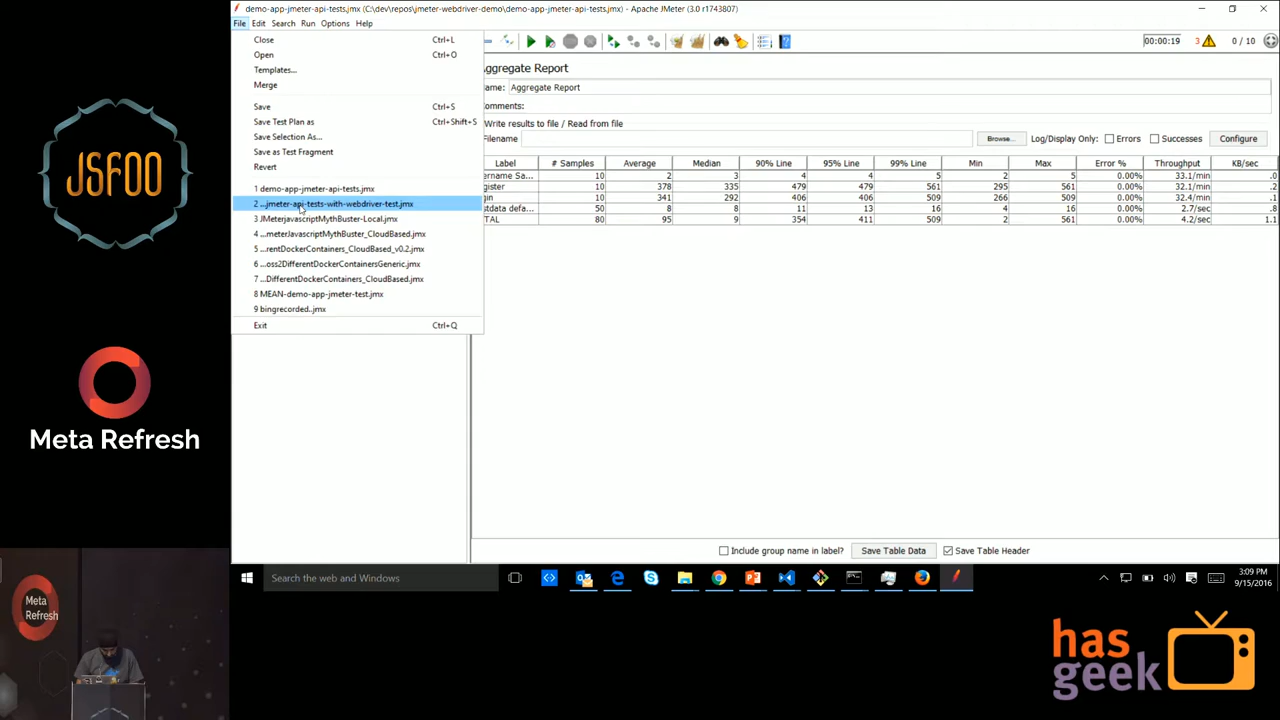 demo-app-jmeter-api-tests.jmx (C:\dev\repos\jmeter-webdriver-demo\demo-app-jmeter-api-tests.jmx) - Apache JMeter (3.0 r1743807)
File Edit Search Run Options Help
00:00:19 3 0 / 10
Close Ctrl+L
Open Ctrl+O
Templates...
Merge
Save Ctrl+S
Save Test Plan as Ctrl+Shift+S
Save Selection As...
Save as Test Fragment
Revert
1 demo-app-jmeter-api-tests.jmx
2 ...jmeter-api-tests-with-webdriver-test.jmx
3 JMeterjavascriptMythBuster-Local.jmx
4 ...meterJavascriptMythBuster_CloudBased.jmx
5 ...rentDockerContainers_CloudBased_v0.2.jmx
6 ...oss2DifferentDockerContainersGeneric.jmx
7 ...DifferentDockerContainers_CloudBased.jmx
8 MEAN-demo-app-jmeter-test.jmx
9 bingrecorded..jmx
Exit Ctrl+Q
Aggregate Report
ame: Aggregate Report
omments:
Write results to file / Read from file
Filename Browse... Log/Display Only: Errors Successes Configure
Label # Samples Average Median 90% Line 95% Line 99% Line Min Max Error % Throughput KB/sec
ername Sa... 10 2 2 3 5 5 2 5 0.00% 33.1/sec .0
gister 10 378 335 479 479 561 295 561 0.00% 32.1/sec .2
gin 10 341 292 406 406 509 266 509 0.00% 32.4/sec .1
stdata defa... 50 8 8 11 13 16 4 16 0.00% 2.7/sec .8
TAL 80 95 9 354 411 509 2 561 0.00% 4.2/sec 1.1
Include group name in label? Save Table Data Save Table Header
Search the web and Windows
3:09 PM
9/15/2016
JSFOO
Meta Refresh
Meta
Refresh
has
geek